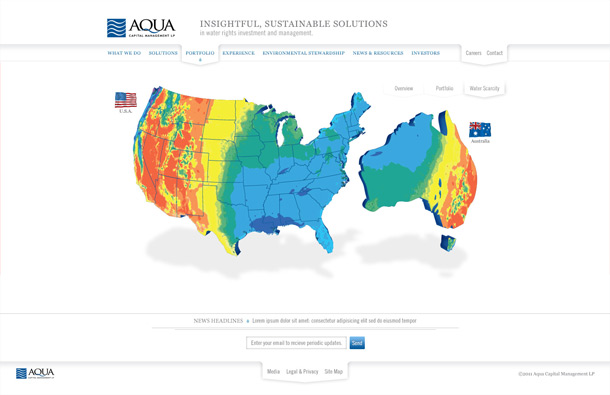 AQUA
CAPITAL MANAGEMENT LP
INSIGHTFUL, SUSTAINABLE SOLUTIONS
in water rights investment and management.
WHAT WE DO SOLUTIONS PORTFOLIO EXPERIENCE ENVIRONMENTAL STEWARDSHIP NEWS & RESOURCES INVESTORS Careers Contact
Overview Portfolio Water Scarcity
U.S.A.
Australia
NEWS HEADLINES Lorem ipsum dolor sit amet: consectetur adipisicing elit sed do eiusmod tempor
Enter your email to receive periodic updates. Send
Media Legal & Privacy Site Map
AQUA
CAPITAL MANAGEMENT LP
©2011 Aqua Capital Management LP